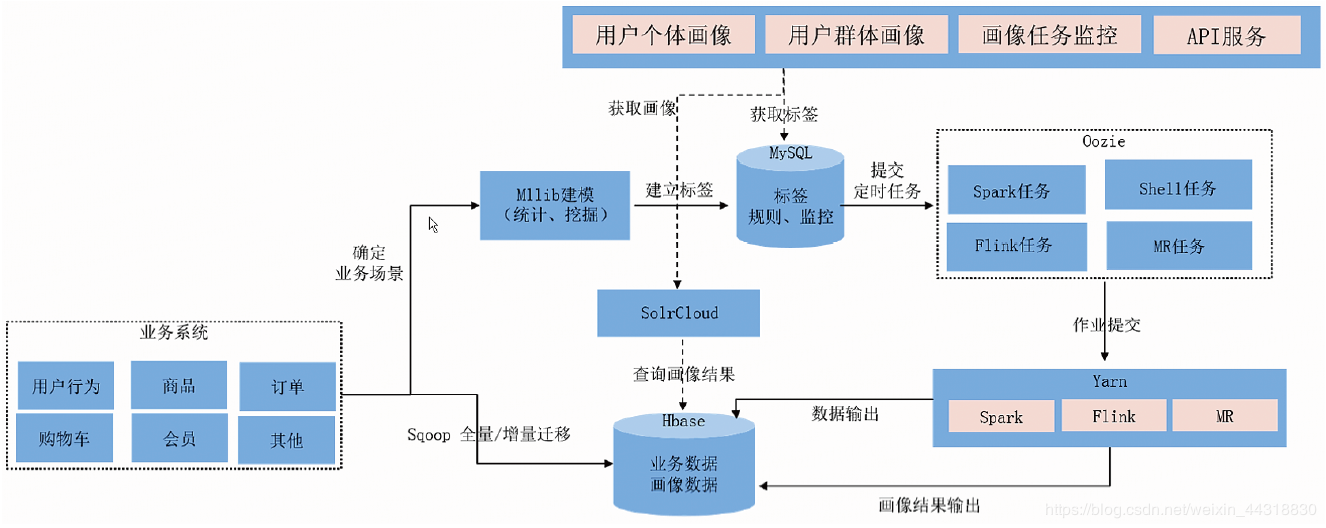 用户个体画像
用户群体画像
画像任务监控
API服务
获取画像
获取标签
MySQL
标签
规则、监控
Mllib建模
（统计、挖掘）
建立标签
提交
定时任务
Oozie
Spark任务
Shell任务
Flink任务
MR任务
确定
业务场景
SolrCloud
作业提交
业务系统
用户行为
商品
订单
购物车
会员
其他
查询画像结果
Yarn
Spark
Flink
MR
数据输出
Sqoop 全量/增量迁移
Hbase
业务数据
画像数据
画像结果输出
https://blog.csdn.net/weixin_44318830